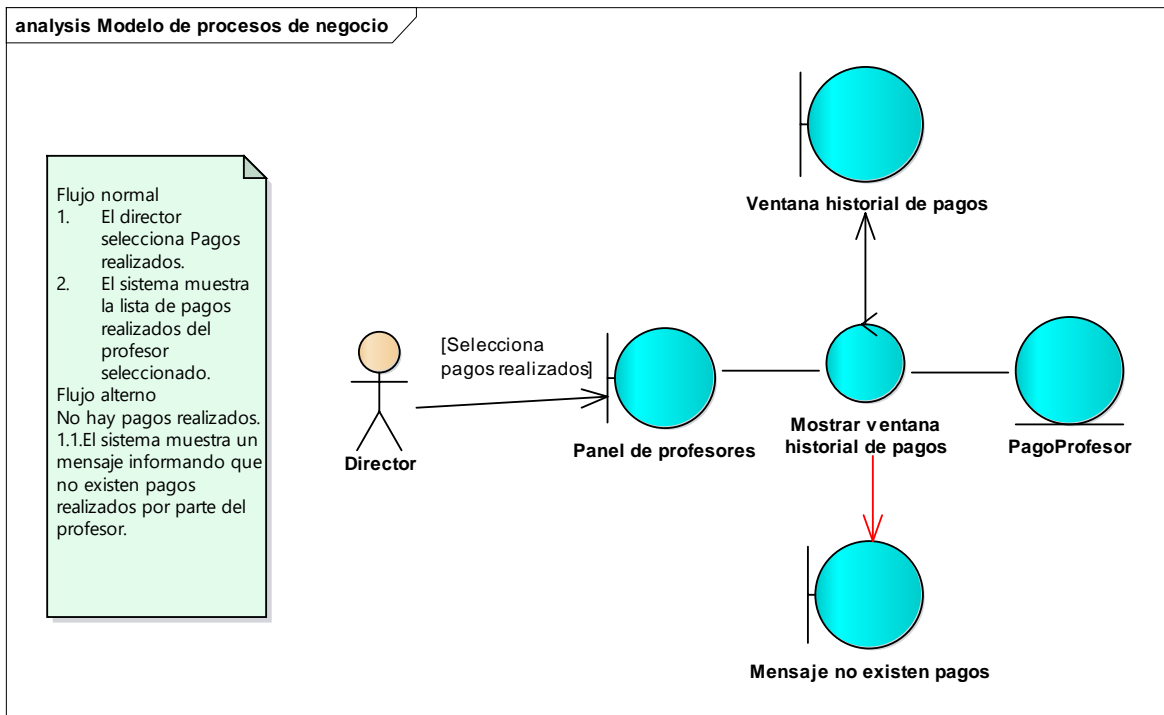 analysis Modelo de procesos de negocio
Flujo normal
1. El director
selecciona Pagos
realizados.
2. El sistema muestra
la lista de pagos
realizados del
profesor
seleccionado.
Flujo alterno
No hay pagos realizados.
1.1.El sistema muestra un
mensaje informando que
no existen pagos
realizados por parte del
profesor.
Ventana historial de pagos
[Selecciona
pagos realizados]
Director
Panel de profesores
Mostrar ventana
historial de pagos
PagoProfesor
Mensaje no existen pagos